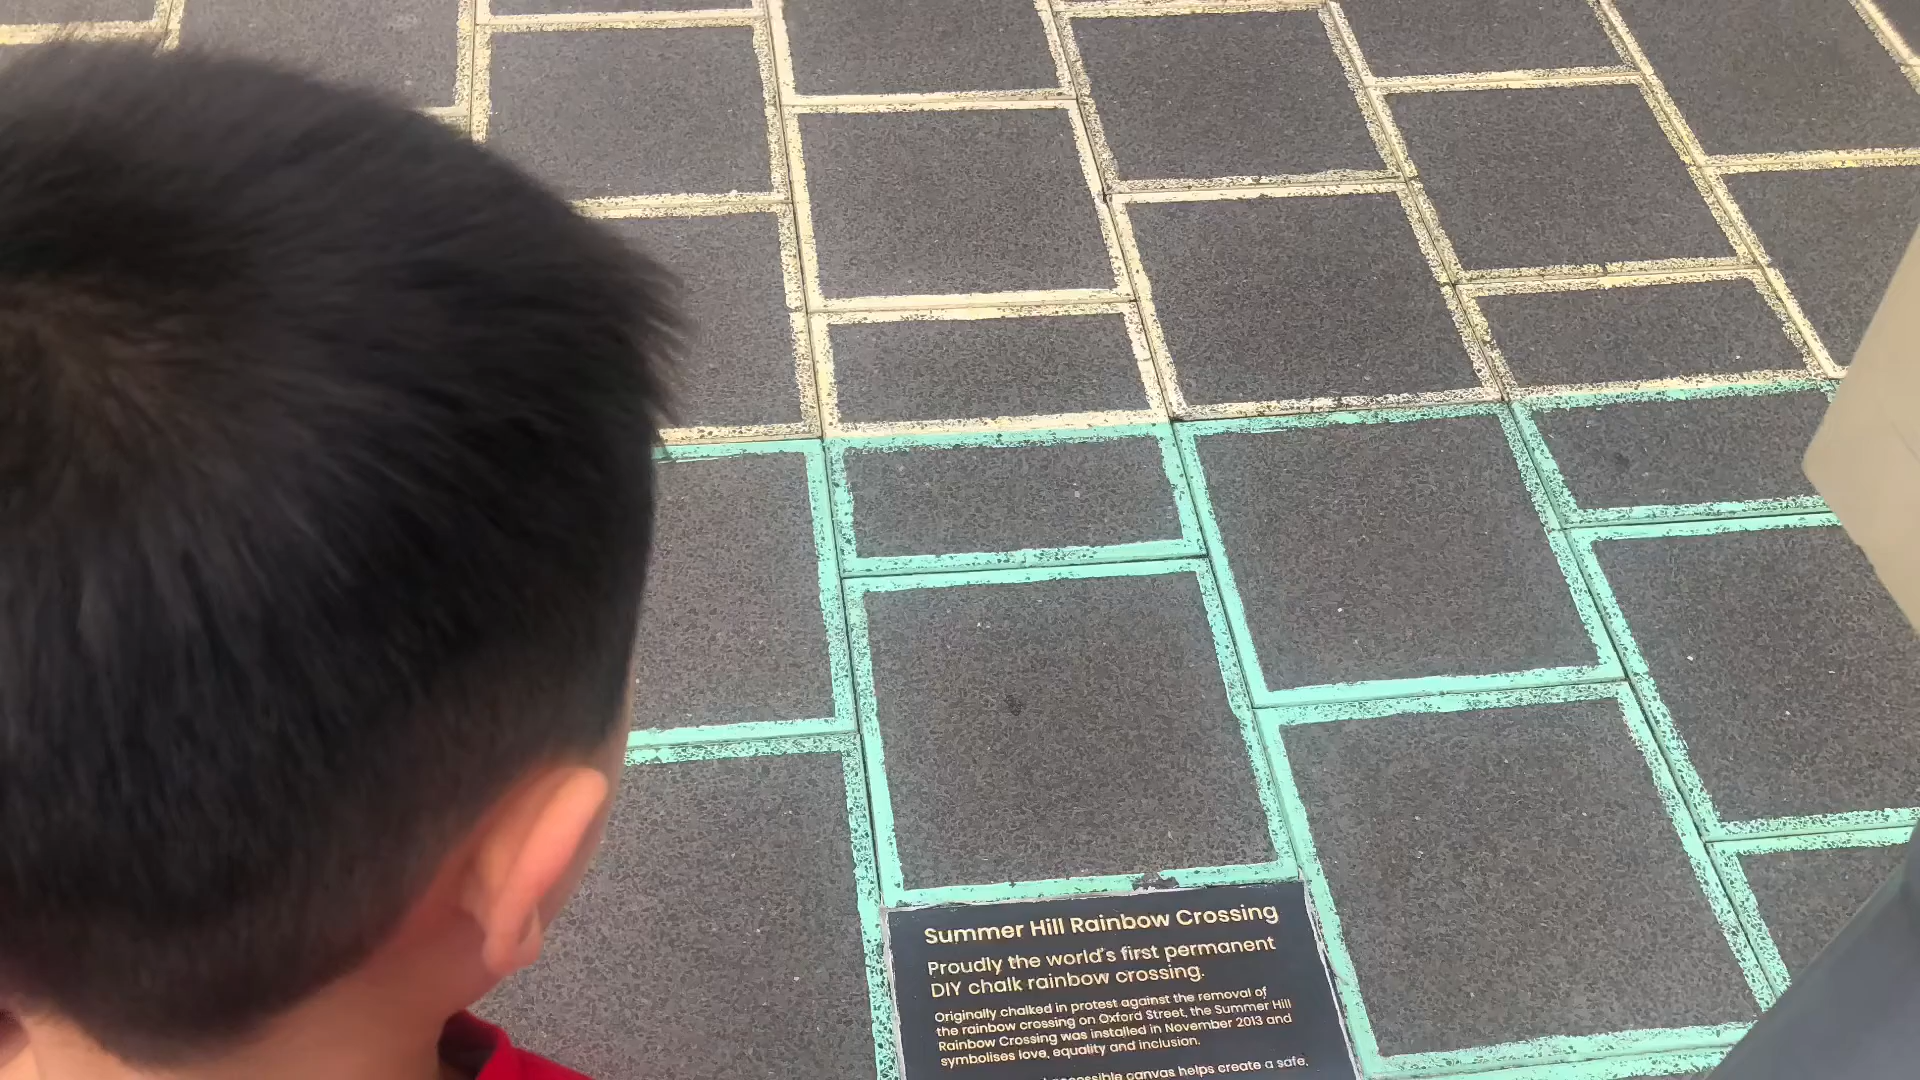 Summer Hill Rainbow Crossing
Proudly the world's first permanent
DIY chalk rainbow crossing.
Originally chalked in protest against the removal of
the rainbow crossing on Oxford Street, the Summer Hill
Rainbow Crossing was installed in November 2013 and
symbolises love, equality and inclusion.
canvas helps create a safe,